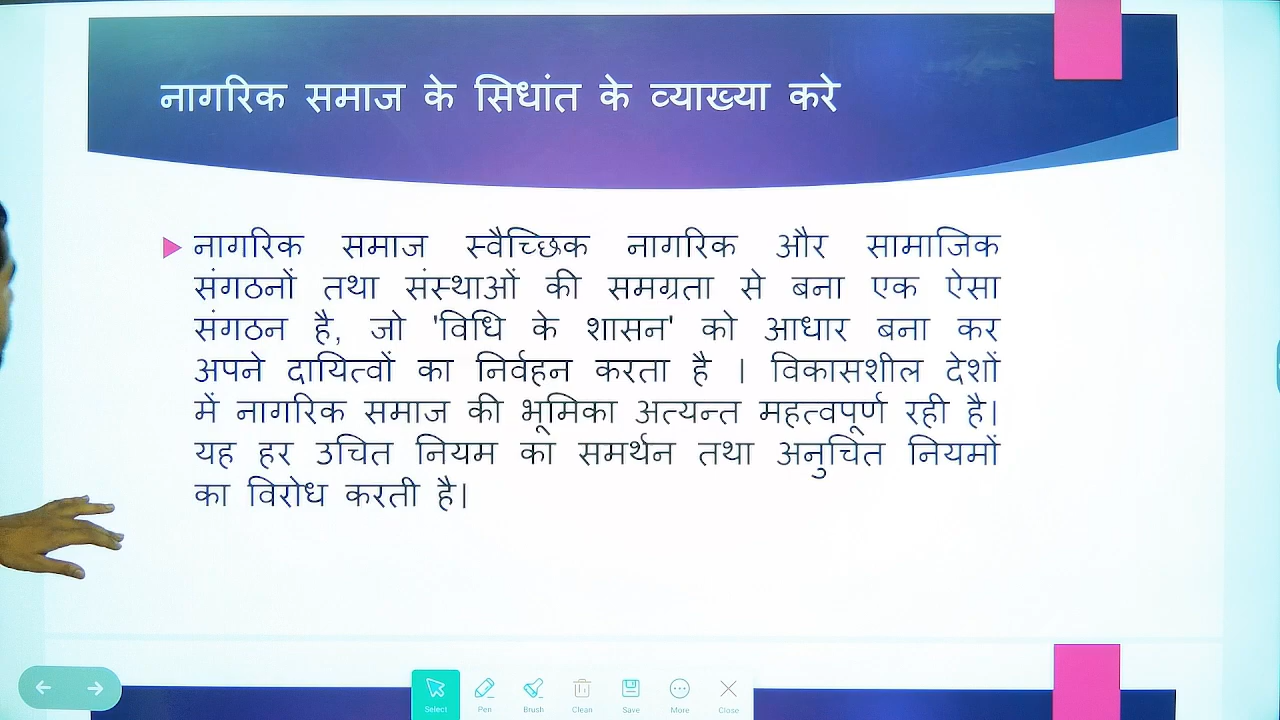 नागरिक समाज के सिधांत के व्याख्या करे
नागरिक समाज स्वैच्छिक नागरिक और सामाजिक
संगठनों तथा संस्थाओं की समग्रता से बना एक ऐसा
संगठन है, जो 'विधि के शासन' को आधार बना कर
अपने दायित्वों का निर्वहन करता है | विकासशील देशों
में नागरिक समाज की भूमिका अत्यन्त महत्वपूर्ण रही है।
यह हर उचित नियम का समर्थन तथा अनुचित नियमों
का विरोध करती है।
Select Pen Brush Clean Save More Close